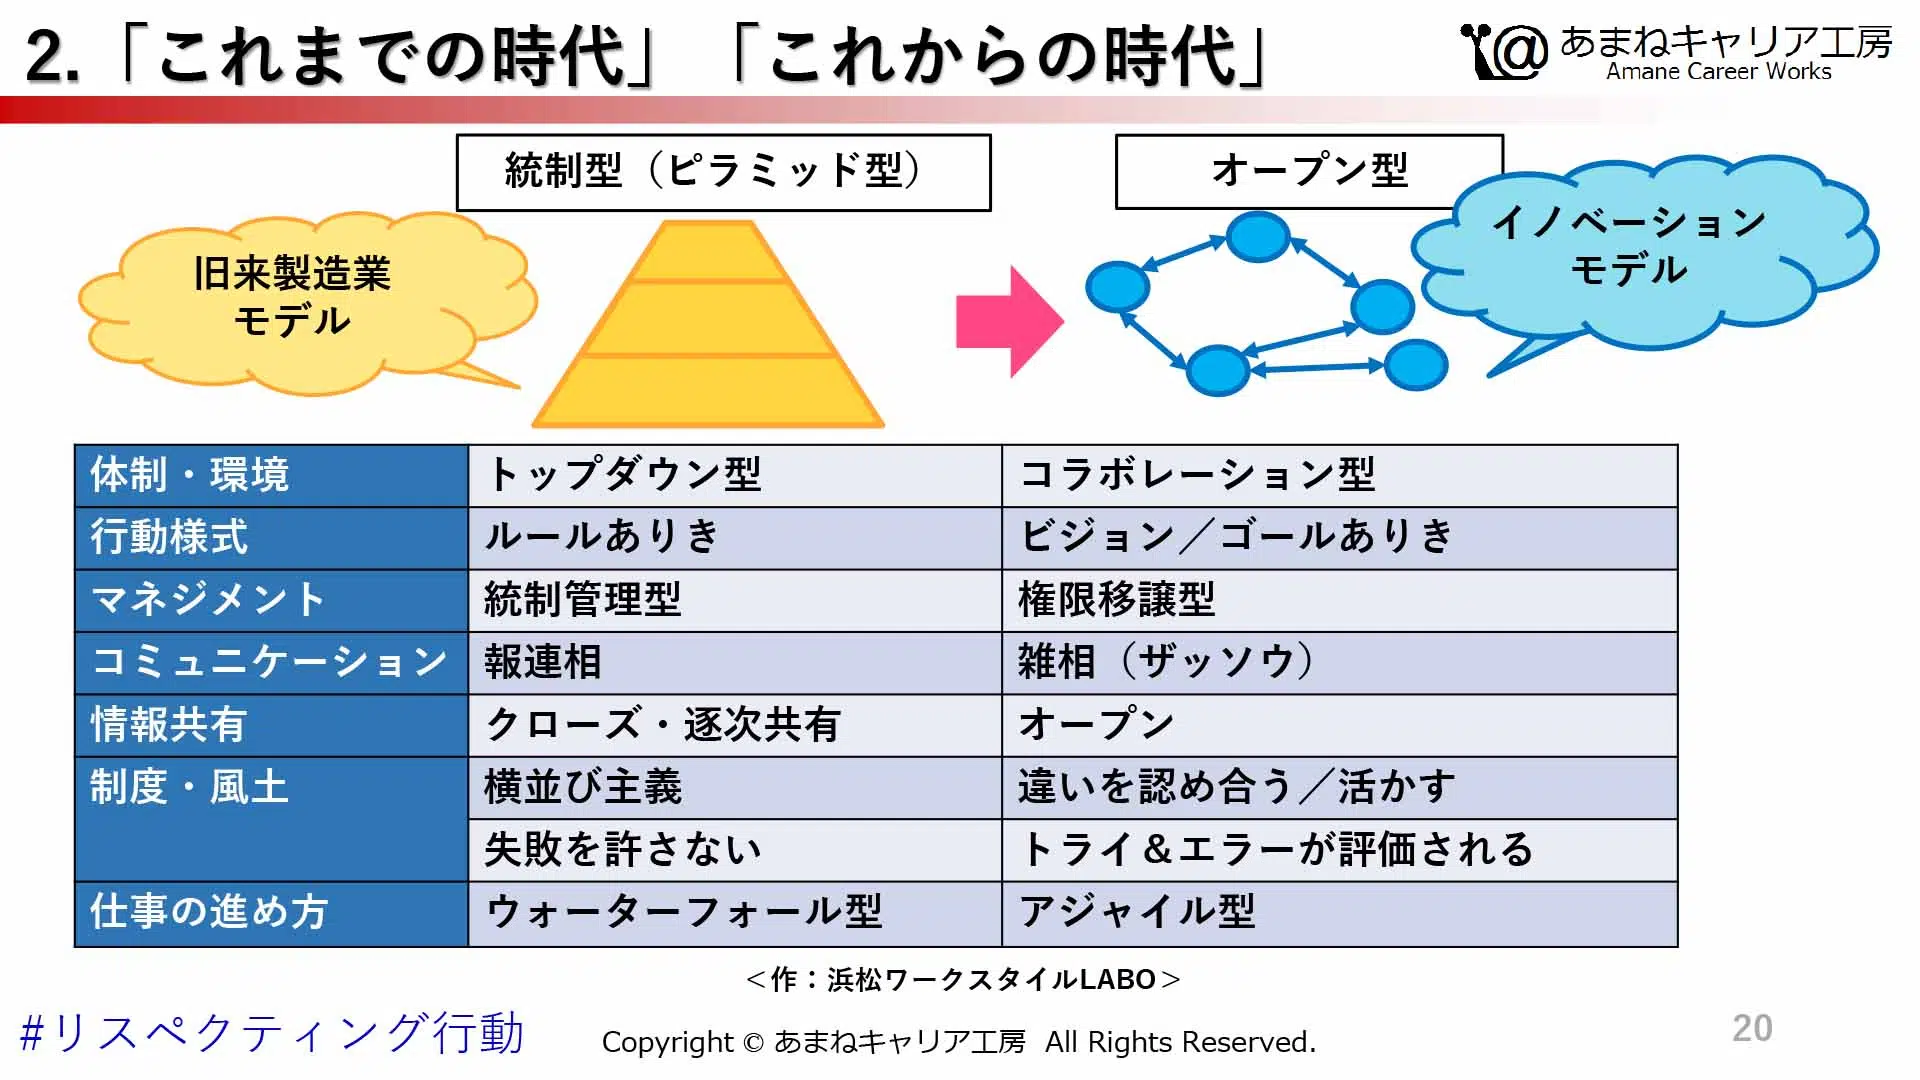 2.「これまでの時代」「これからの時代」
@ あまねキャリア工房
Amane Career Works
統制型（ピラミッド型）
オープン型
旧来製造業
モデル
イノベーション
モデル
体制・環境 トップダウン型 コラボレーション型
行動様式 ルールありき ビジョン／ゴールありき
マネジメント 統制管理型 権限移譲型
コミュニケーション 報連相 雑相（ザッソウ）
情報共有 クローズ・逐次共有 オープン
制度・風土 横並び主義 違いを認め合う／活かす
失敗を許さない トライ＆エラーが評価される
仕事の進め方 ウォーターフォール型 アジャイル型
＜作：浜松ワークスタイルLABO＞
#リスペクティング行動
Copyright © あまねキャリア工房 All Rights Reserved.
20